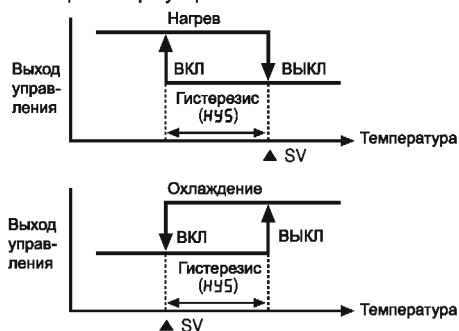 Нагрев
Выход
управ-
ления
ВКЛ
ВЫКЛ
Гистерезис
(HYS)
Температура
▲ SV
Охлаждение
Выход
управ-
ления
ВКЛ
ВЫКЛ
Гистерезис
(HYS)
Температура
▲ SV